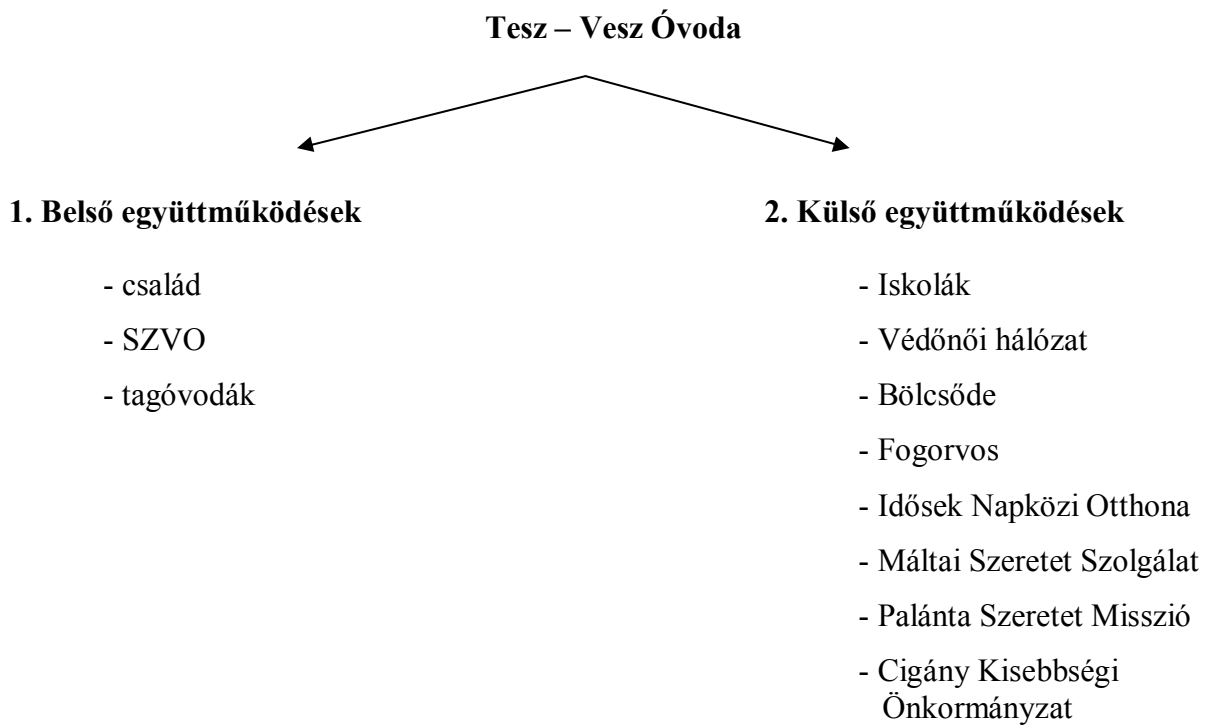 Tesz – Vesz Óvoda
1. Belső együttműködések
- család
- SZVO
- tagóvodák
2. Külső együttműködések
- Iskolák
- Védőnői hálózat
- Bölcsőde
- Fogorvos
- Idősek Napközi Otthona
- Máltai Szeretet Szolgálat
- Palánta Szeretet Misszió
- Cigány Kisebbségi
Önkormányzat